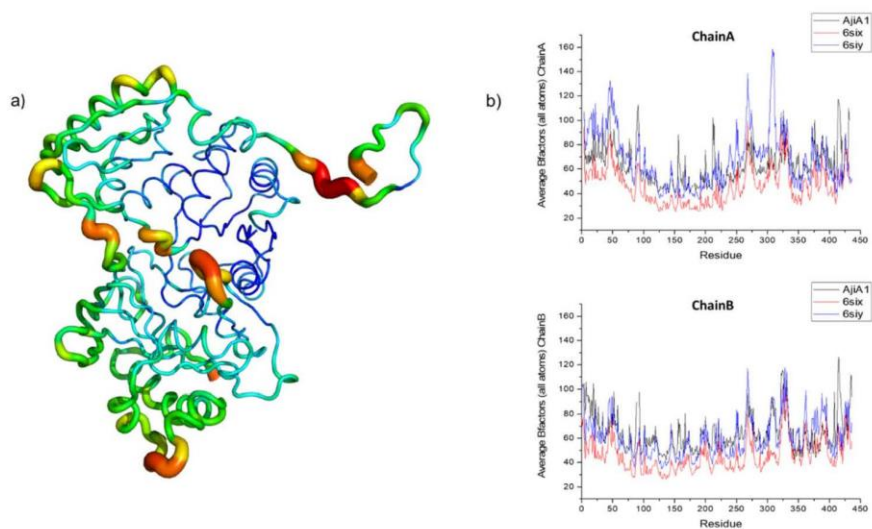 a)
b)
ChainA
AjiA1
6six
6siy
Average Bfactors (all atoms) ChainA
160
140
120
100
80
60
40
20
0 50 100 150 200 250 300 350 400 450
Residue
ChainB
AjiA1
6six
6siy
Average Bfactors (all atoms) ChainB
160
140
120
100
80
60
40
20
0 25 50 100 150 200 250 300 350 400 450
Residue